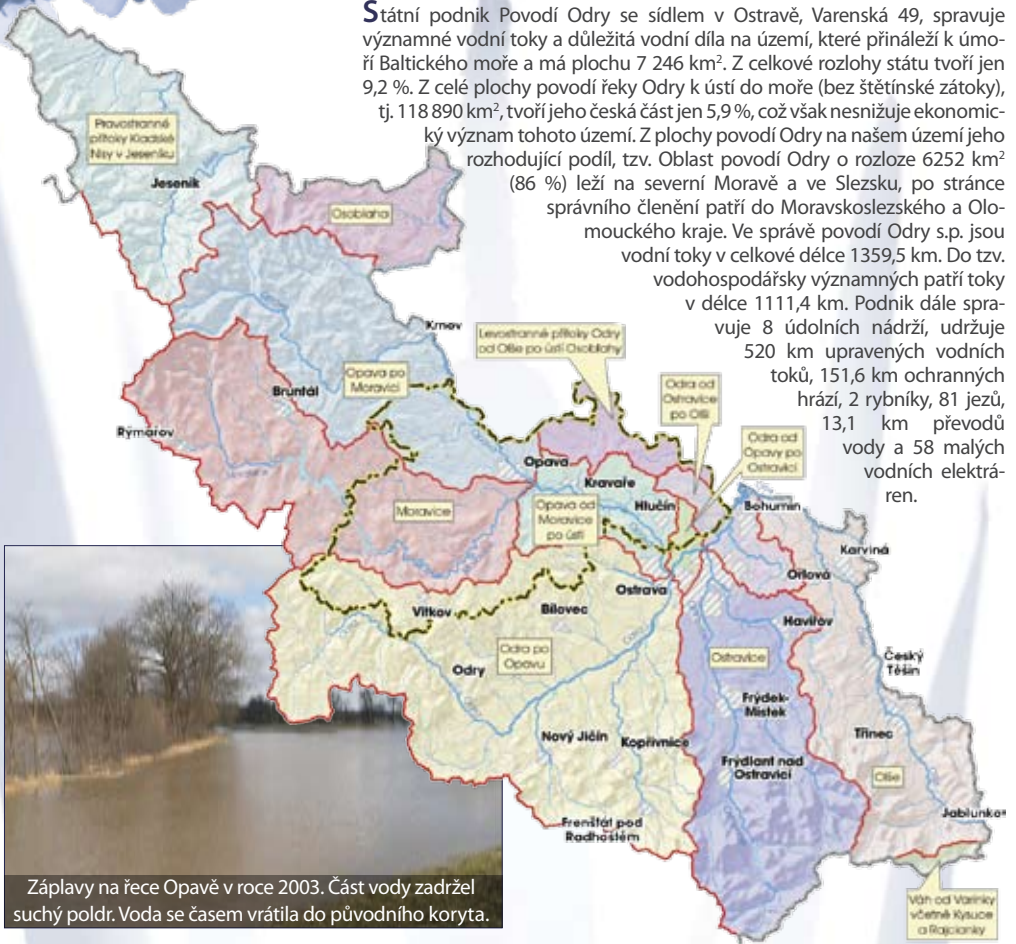 Státní podnik Povodí Odry se sídlem v Ostravě, Varenská 49, spravuje
významné vodní toky a důležitá vodní díla na území, které přináleží k úmo-
ří Baltického moře a má plochu 7 246 km². Z celkové rozlohy státu tvoří jen
9,2 %. Z celé plochy povodí řeky Odry k ústí do moře (bez štětínské zátoky),
tj. 118 890 km², tvoří jeho česká část jen 5,9 %, což však nesnižuje ekonomic-
ký význam tohoto území. Z plochy povodí Odry na našem území jeho
rozhodující podíl, tzv. Oblast povodí Odry o rozloze 6252 km²
(86 %) leží na severní Moravě a ve Slezsku, po stránce
správního členění patří do Moravskoslezského a Olo-
mouckého kraje. Ve správě povodí Odry s.p. jsou
vodní toky v celkové délce 1359,5 km. Do tzv.
vodohospodářsky významných patří toky
v délce 1111,4 km. Podnik dále spra-
vuje 8 údolních nádrží, udržuje
520 km upravených vodních
toků, 151,6 km ochranných
hrází, 2 rybníky, 81 jezů,
13,1 km převodů
vody a 58 malých
vodních elektrá-
ren.
Pravostranné
přítoky Kladské
Nisy v Jeseníku
Jeseník
Osoblaha
Krnov
Levostranné přítoky Odry
od Olše po ústí Osoblahy
Opava po
Moravici
Bruntál
Rýmařov
Odra od
Ostravice
po Olši
Odra od
Opavy po
Ostravici
Opava
Kravaře
Hlučín
Bohumín
Moravice
Opava od
Moravice
po ústí
Karviná
Orlová
Ostrava
Havířov
Vítkov
Bílovec
Odra po
Opavu
Odry
Ostravice
Český
Těšín
Frýdek-
Místek
Nový Jičín
Kopřivnice
Třinec
Frýdlant nad
Ostravicí
Olše
Jablunkov
Frenštát pod
Radhoštěm
Váh od Varínky
včetně Kysuce
a Rajčianky
Záplavy na řece Opavě v roce 2003. Část vody zadržel
suchý poldr. Voda se časem vrátila do původního koryta.